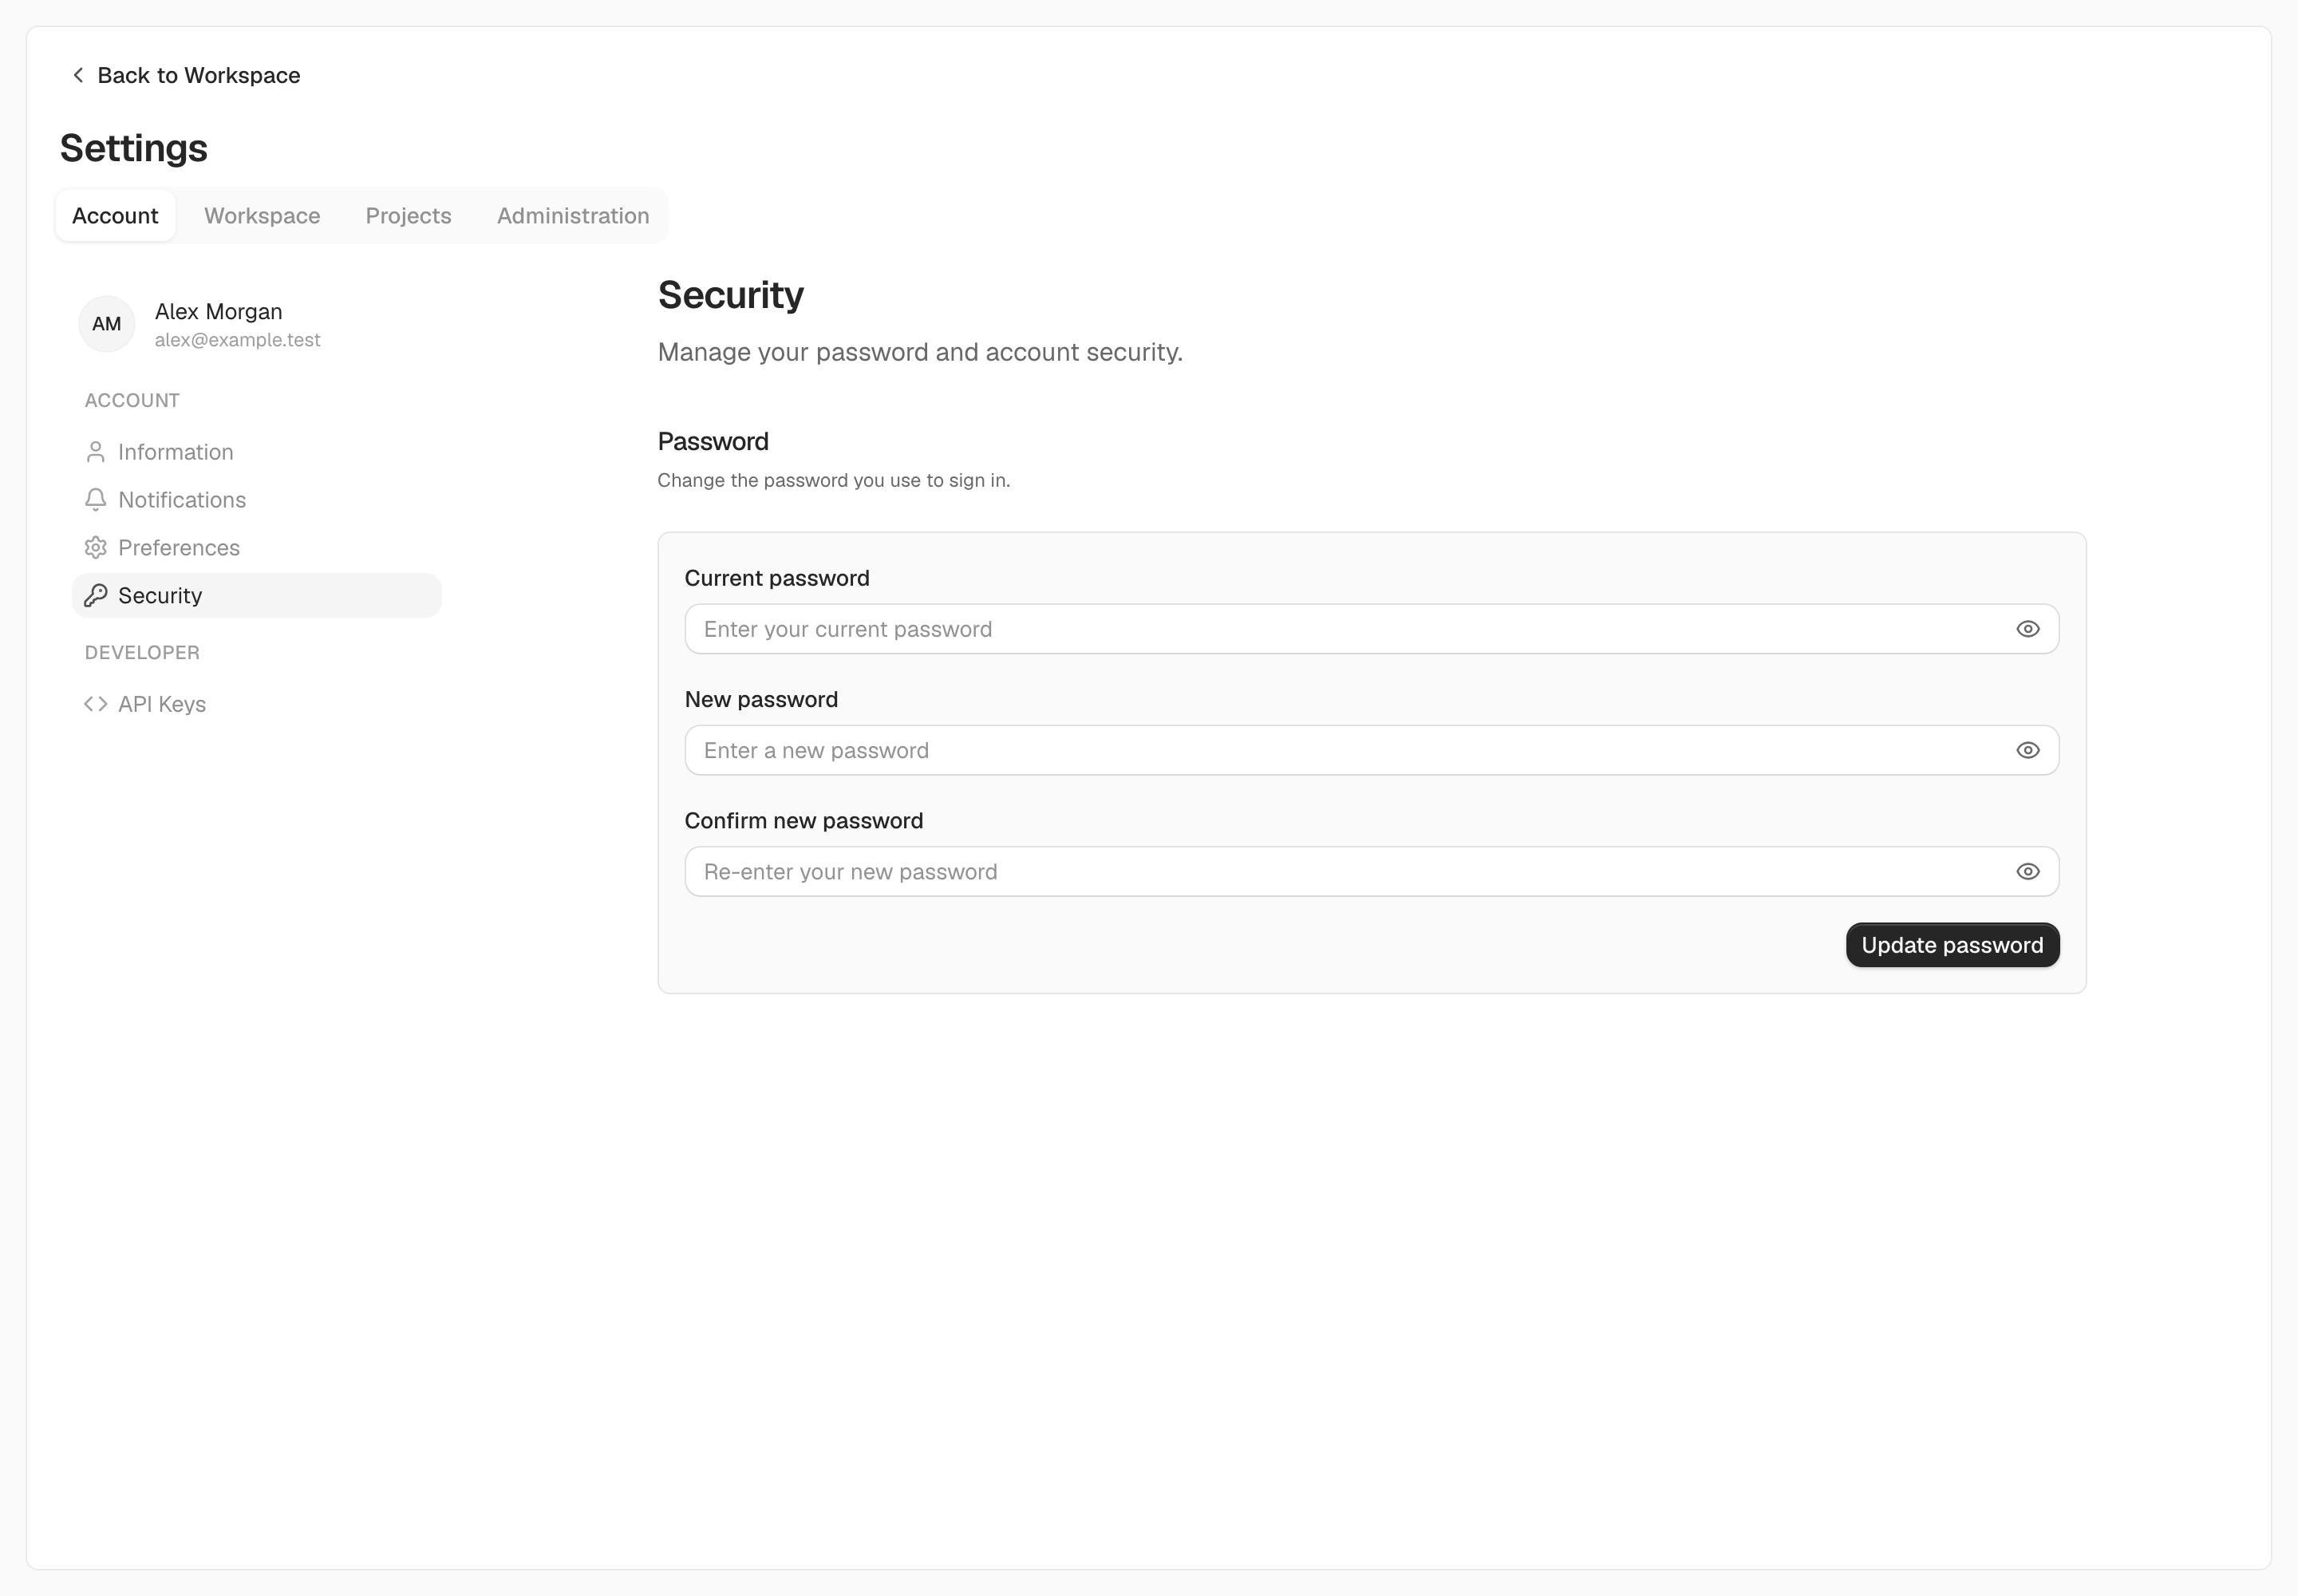 Back to Workspace
Settings
Account Workspace Projects Administration
AM
Alex Morgan
alex@example.test
ACCOUNT
Information
Notifications
Preferences
Security
DEVELOPER
API Keys
Security
Manage your password and account security.
Password
Change the password you use to sign in.
Current password
Enter your current password
New password
Enter a new password
Confirm new password
Re-enter your new password
Update password